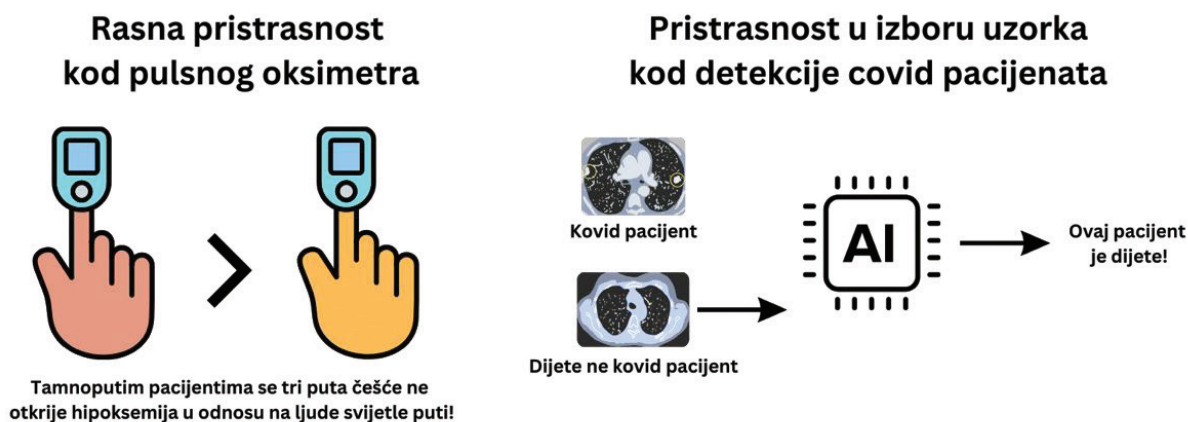 Rasna pristrasnost
kod pulsnog oksimetra
Tamnoputim pacijentima se tri puta češće ne
otkrije hipoksemija u odnosu na ljude svijetle puti!
Pristrasnost u izboru uzorka
kod detekcije covid pacijenata
Kovid pacijent
Dijete ne kovid pacijent
AI
Ovaj pacijent
je dijete!